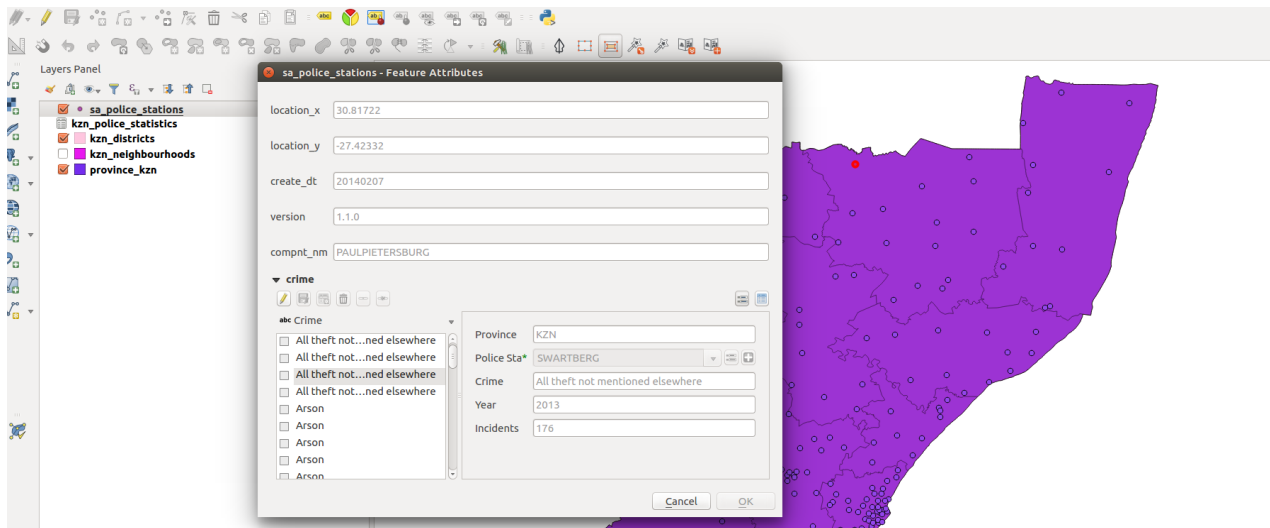 abc
Layers Panel
sa_police_stations
kzn_police_statistics
kzn_districts
kzn_neighbourhoods
province_kzn
sa_police_stations - Feature Attributes
location_x 30.81722
location_y -27.42332
create_dt 20140207
version 1.1.0
compnt_nm PAULPIETERSBURG
crime
abc Crime
All theft not...ned elsewhere
All theft not...ned elsewhere
All theft not...ned elsewhere
All theft not...ned elsewhere
Arson
Arson
Arson
Arson
Arson
Province KZN
Police Sta* SWARTBERG
Crime All theft not mentioned elsewhere
Year 2013
Incidents 176
Cancel OK